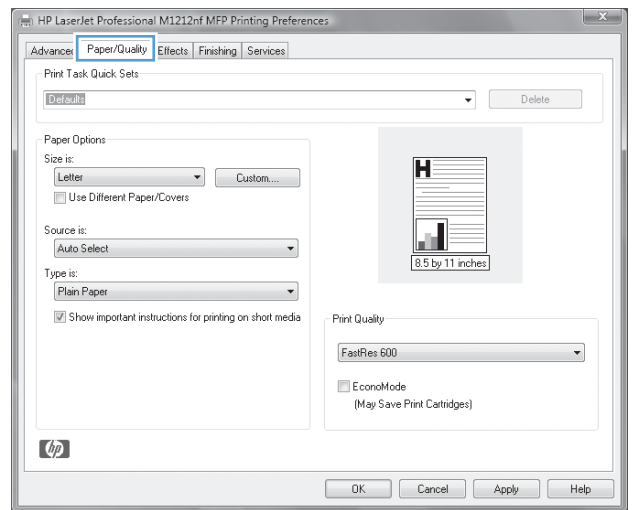 HP LaserJet Professional M1212nf MFP Printing Preferences
Advanced Paper/Quality Effects Finishing Services
Print Task Quick Sets
Defaults
Delete
Paper Options
Size is:
Letter
Custom....
Use Different Paper/Covers
Source is:
Auto Select
Type is:
Plain Paper
Show important instructions for printing on short media
H
8.5 by 11 inches
Print Quality
FastRes 600
EconoMode
(May Save Print Cartridges)
hp
OK Cancel Apply Help